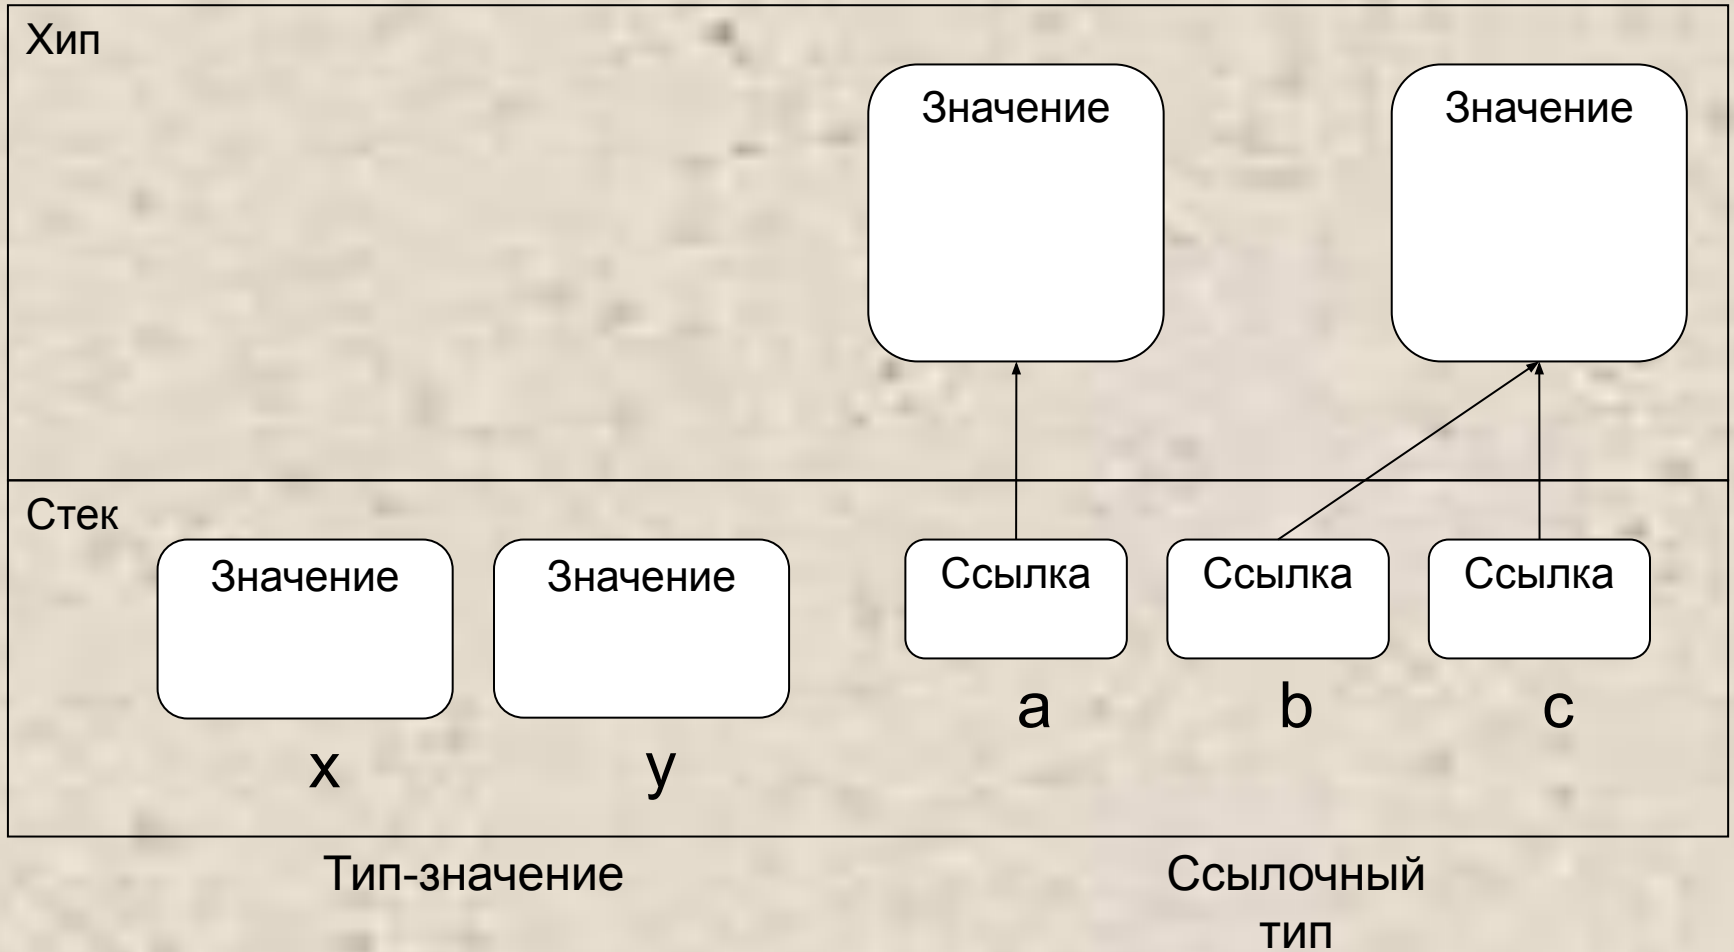 Хип
Значение
Значение
Стек
Значение
Значение
Ссылка
Ссылка
Ссылка
x
y
a
b
c
Тип-значение
Ссылочный
тип